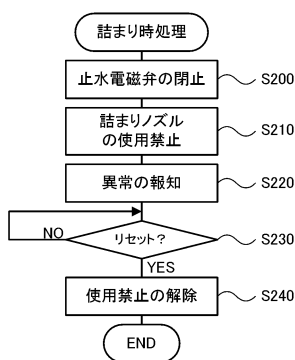 詰まり時処理
止水電磁弁の閉止
S200
詰まりノズル
の使用禁止
S210
異常の報知
S220
リセット?
S230
NO
YES
使用禁止の解除
S240
END